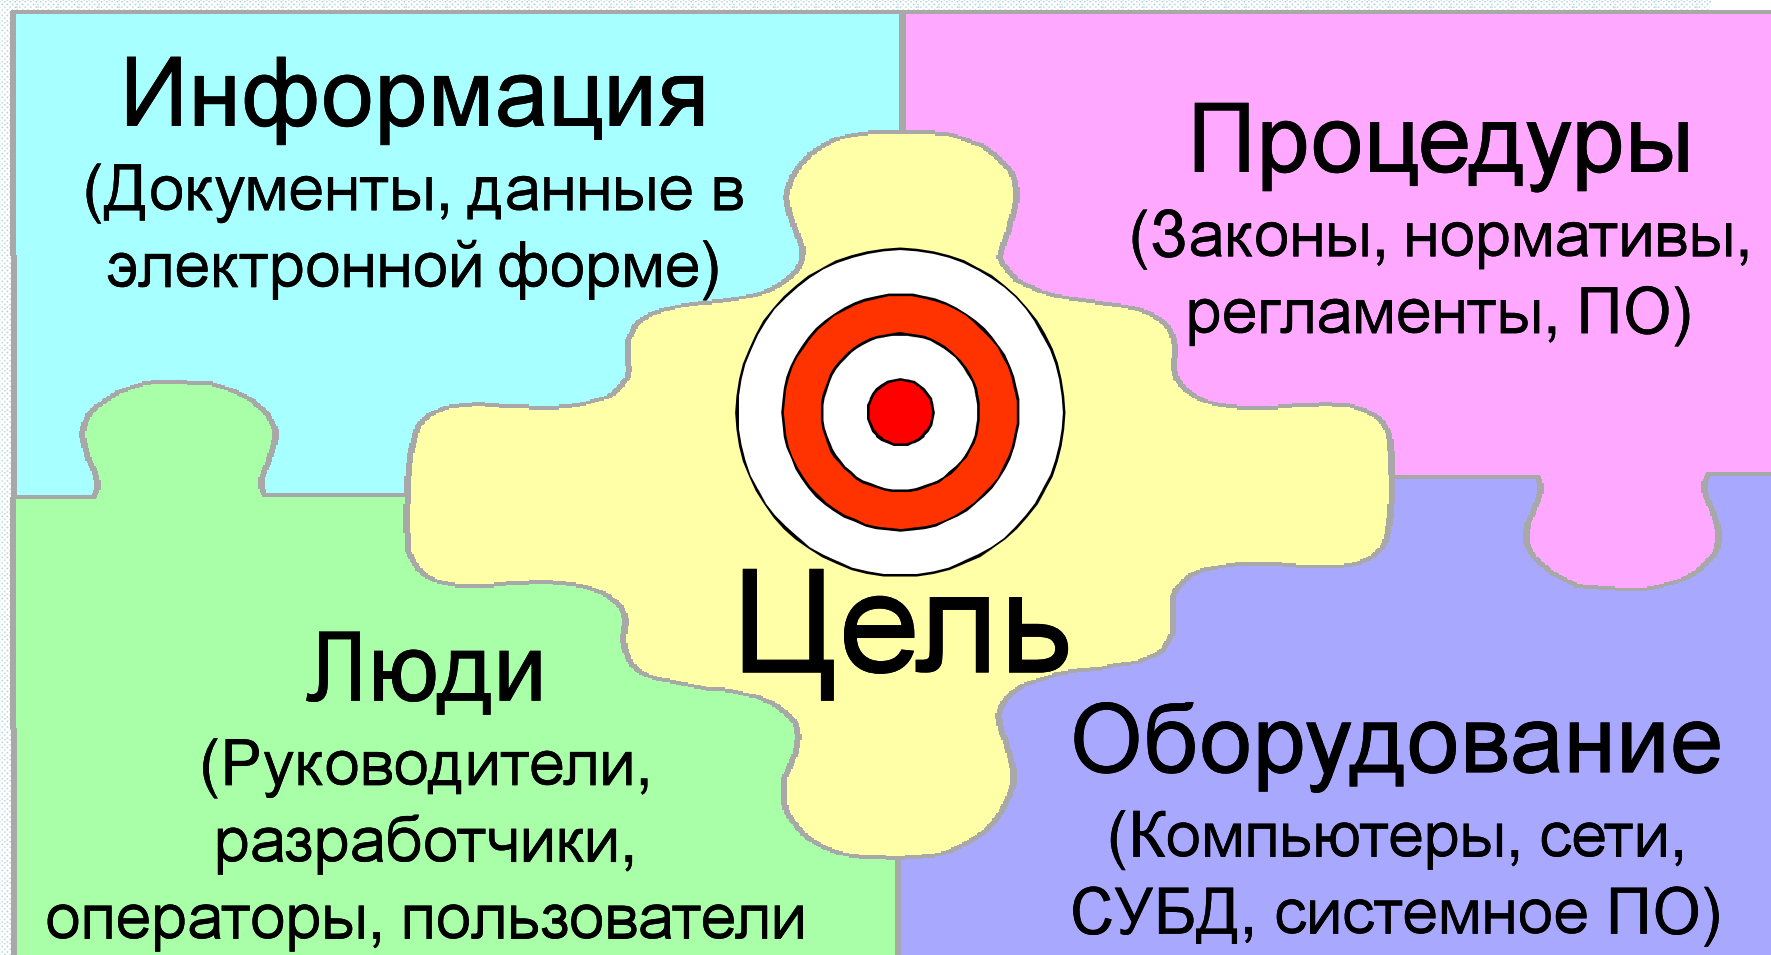 Информация
(Документы, данные в
электронной форме)
Процедуры
(Законы, нормативы,
регламенты, ПО)
Цель
Люди
(Руководители,
разработчики,
операторы, пользователи
Оборудование
(Компьютеры, сети,
СУБД, системное ПО)